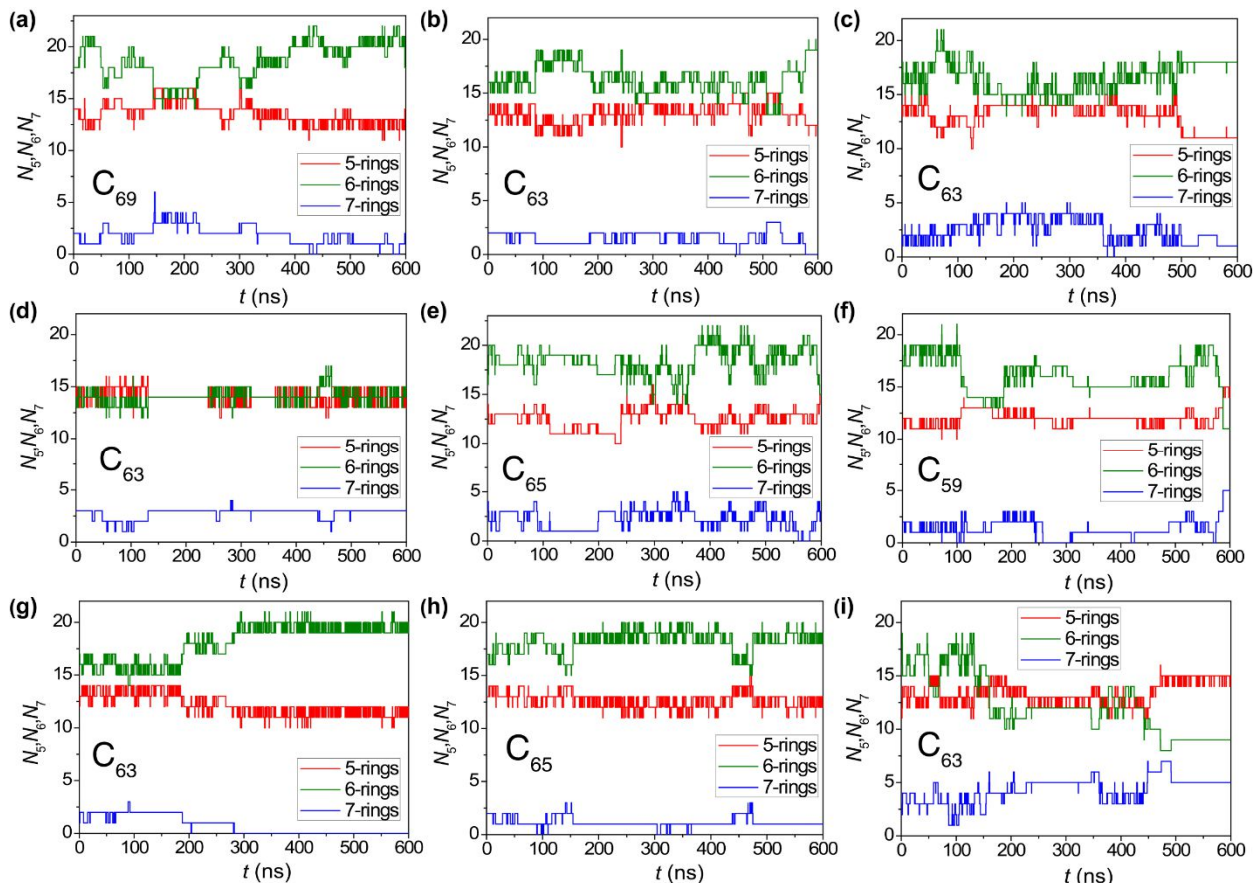 (a)
20
15
10
5
0
N5,N6,N7
C69
5-rings
6-rings
7-rings
0 100 200 300 400 500 600
t (ns)
(b)
20
15
10
5
0
N5,N6,N7
C63
5-rings
6-rings
7-rings
0 100 200 300 400 500 600
t (ns)
(c)
20
15
10
5
0
N5,N6,N7
C63
5-rings
6-rings
7-rings
0 100 200 300 400 500 600
t (ns)
(d)
20
15
10
5
0
N5,N6,N7
C63
5-rings
6-rings
7-rings
0 100 200 300 400 500 600
t (ns)
(e)
20
15
10
5
0
N5,N6,N7
C65
5-rings
6-rings
7-rings
0 100 200 300 400 500 600
t (ns)
(f)
20
15
10
5
0
N5,N6,N7
C59
5-rings
6-rings
7-rings
0 100 200 300 400 500 600
t (ns)
(g)
20
15
10
5
0
N5,N6,N7
C63
5-rings
6-rings
7-rings
0 100 200 300 400 500 600
t (ns)
(h)
20
15
10
5
0
N5,N6,N7
C65
5-rings
6-rings
7-rings
0 100 200 300 400 500 600
t (ns)
(i)
20
15
10
5
0
N5,N6,N7
5-rings
6-rings
7-rings
C63
0 100 200 300 400 500 600
t (ns)